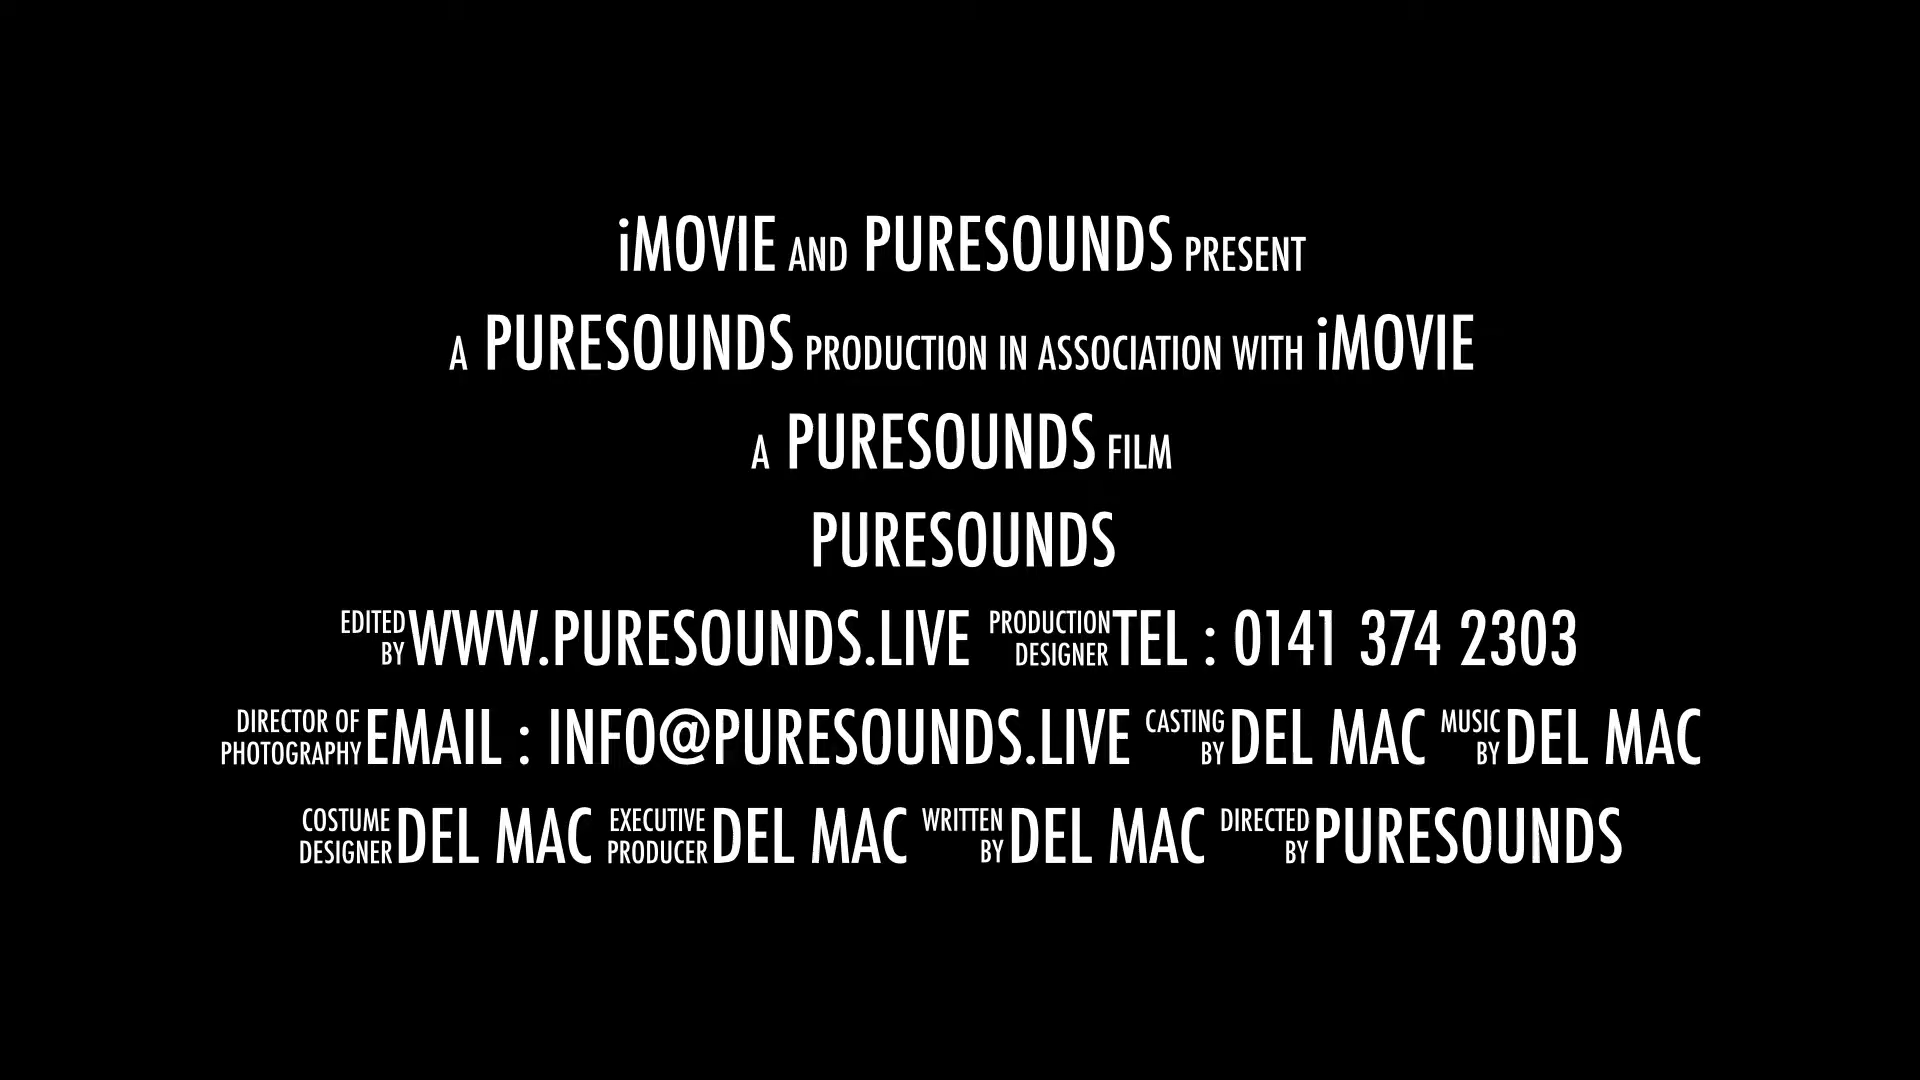 iMOVIE AND PURESOUNDS PRESENT
A PURESOUNDS PRODUCTION IN ASSOCIATION WITH iMOVIE
A PURESOUNDS FILM
PURESOUNDS
EDITED BY WWW.PURESOUNDS.LIVE PRODUCTION DESIGNER TEL : 0141 374 2303
DIRECTOR OF PHOTOGRAPHY EMAIL : INFO@PURESOUNDS.LIVE CASTING BY DEL MAC MUSIC BY DEL MAC
COSTUME DESIGNER DEL MAC EXECUTIVE PRODUCER DEL MAC WRITTEN BY DEL MAC DIRECTED BY PURESOUNDS